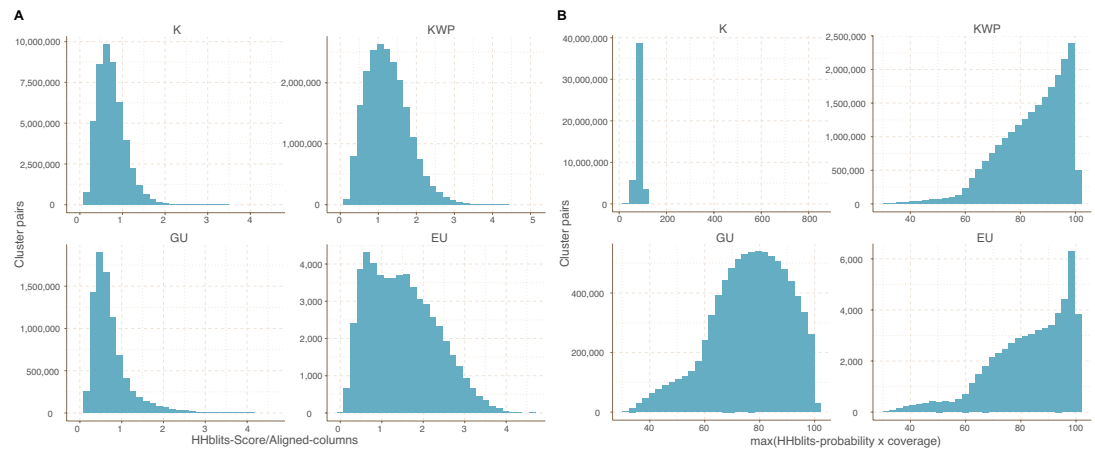 A
K
10,000,000
7,500,000
5,000,000
2,500,000
0
0 1 2 3 4
KWP
2,000,000
1,000,000
0
0 1 2 3 4 5
GU
1,500,000
1,000,000
500,000
0
0 1 2 3 4
EU
4,000
3,000
2,000
1,000
0
0 1 2 3 4
Cluster pairs
HHblits-Score/Aligned-columns
B
K
40,000,000
30,000,000
20,000,000
10,000,000
0
0 200 400 600 800
KWP
2,500,000
2,000,000
1,500,000
1,000,000
500,000
0
40 60 80 100
GU
400,000
200,000
0
40 60 80 100
EU
6,000
4,000
2,000
0
40 60 80 100
Cluster pairs
max(HHblits-probability x coverage)